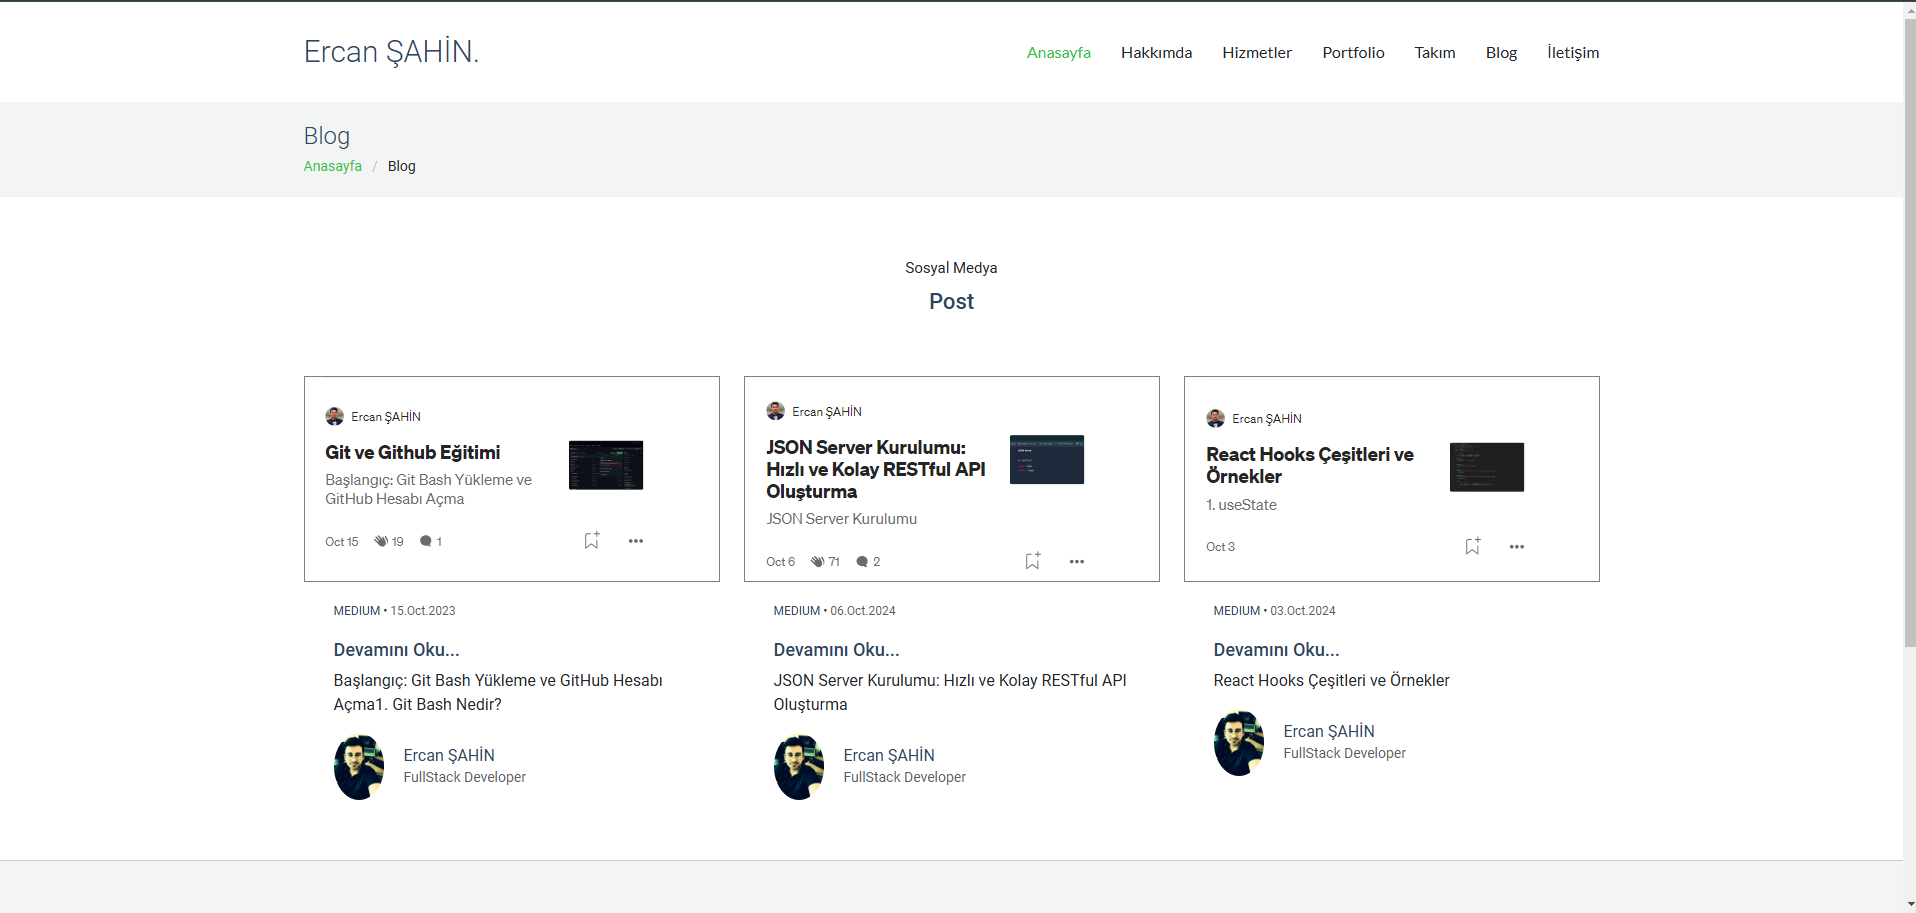 Ercan ŞAHİN.
Anasayfa Hakkımda Hizmetler Portfolio Takım Blog İletişim
Blog
Anasayfa / Blog
Sosyal Medya
Post
Ercan ŞAHİN
Git ve Github Eğitimi
Başlangıç: Git Bash Yükleme ve
GitHub Hesabı Açma
Oct 15 19 1
MEDIUM • 15.Oct.2023
Devamını Oku...
Başlangıç: Git Bash Yükleme ve GitHub Hesabı
Açma1. Git Bash Nedir?
Ercan ŞAHİN
FullStack Developer
Ercan ŞAHİN
JSON Server Kurulumu:
Hızlı ve Kolay RESTful API
Oluşturma
JSON Server Kurulumu
Oct 6 71 2
MEDIUM • 06.Oct.2024
Devamını Oku...
JSON Server Kurulumu: Hızlı ve Kolay RESTful API
Oluşturma
Ercan ŞAHİN
FullStack Developer
Ercan ŞAHİN
React Hooks Çeşitleri ve
Örnekler
1. useState
Oct 3
MEDIUM • 03.Oct.2024
Devamını Oku...
React Hooks Çeşitleri ve Örnekler
Ercan ŞAHİN
FullStack Developer